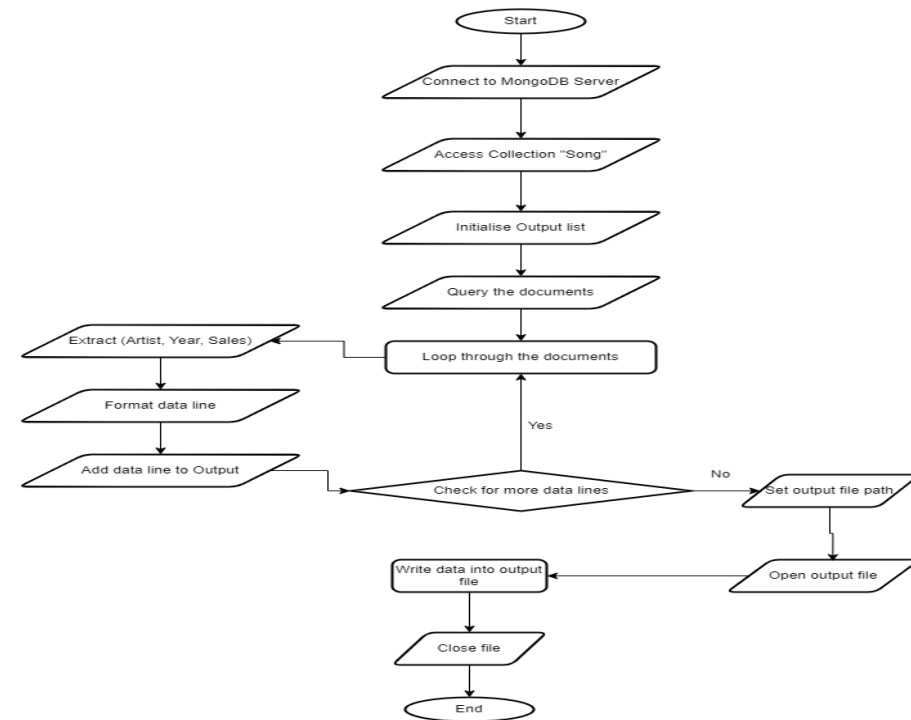 Start
Connect to MongoDB Server
Access Collection "Song"
Initialise Output list
Query the documents
Loop through the documents
Extract (Artist, Year, Sales)
Format data line
Add data line to Output
Check for more data lines
Yes
No
Set output file path
Open output file
Write data into output
file
Close file
End